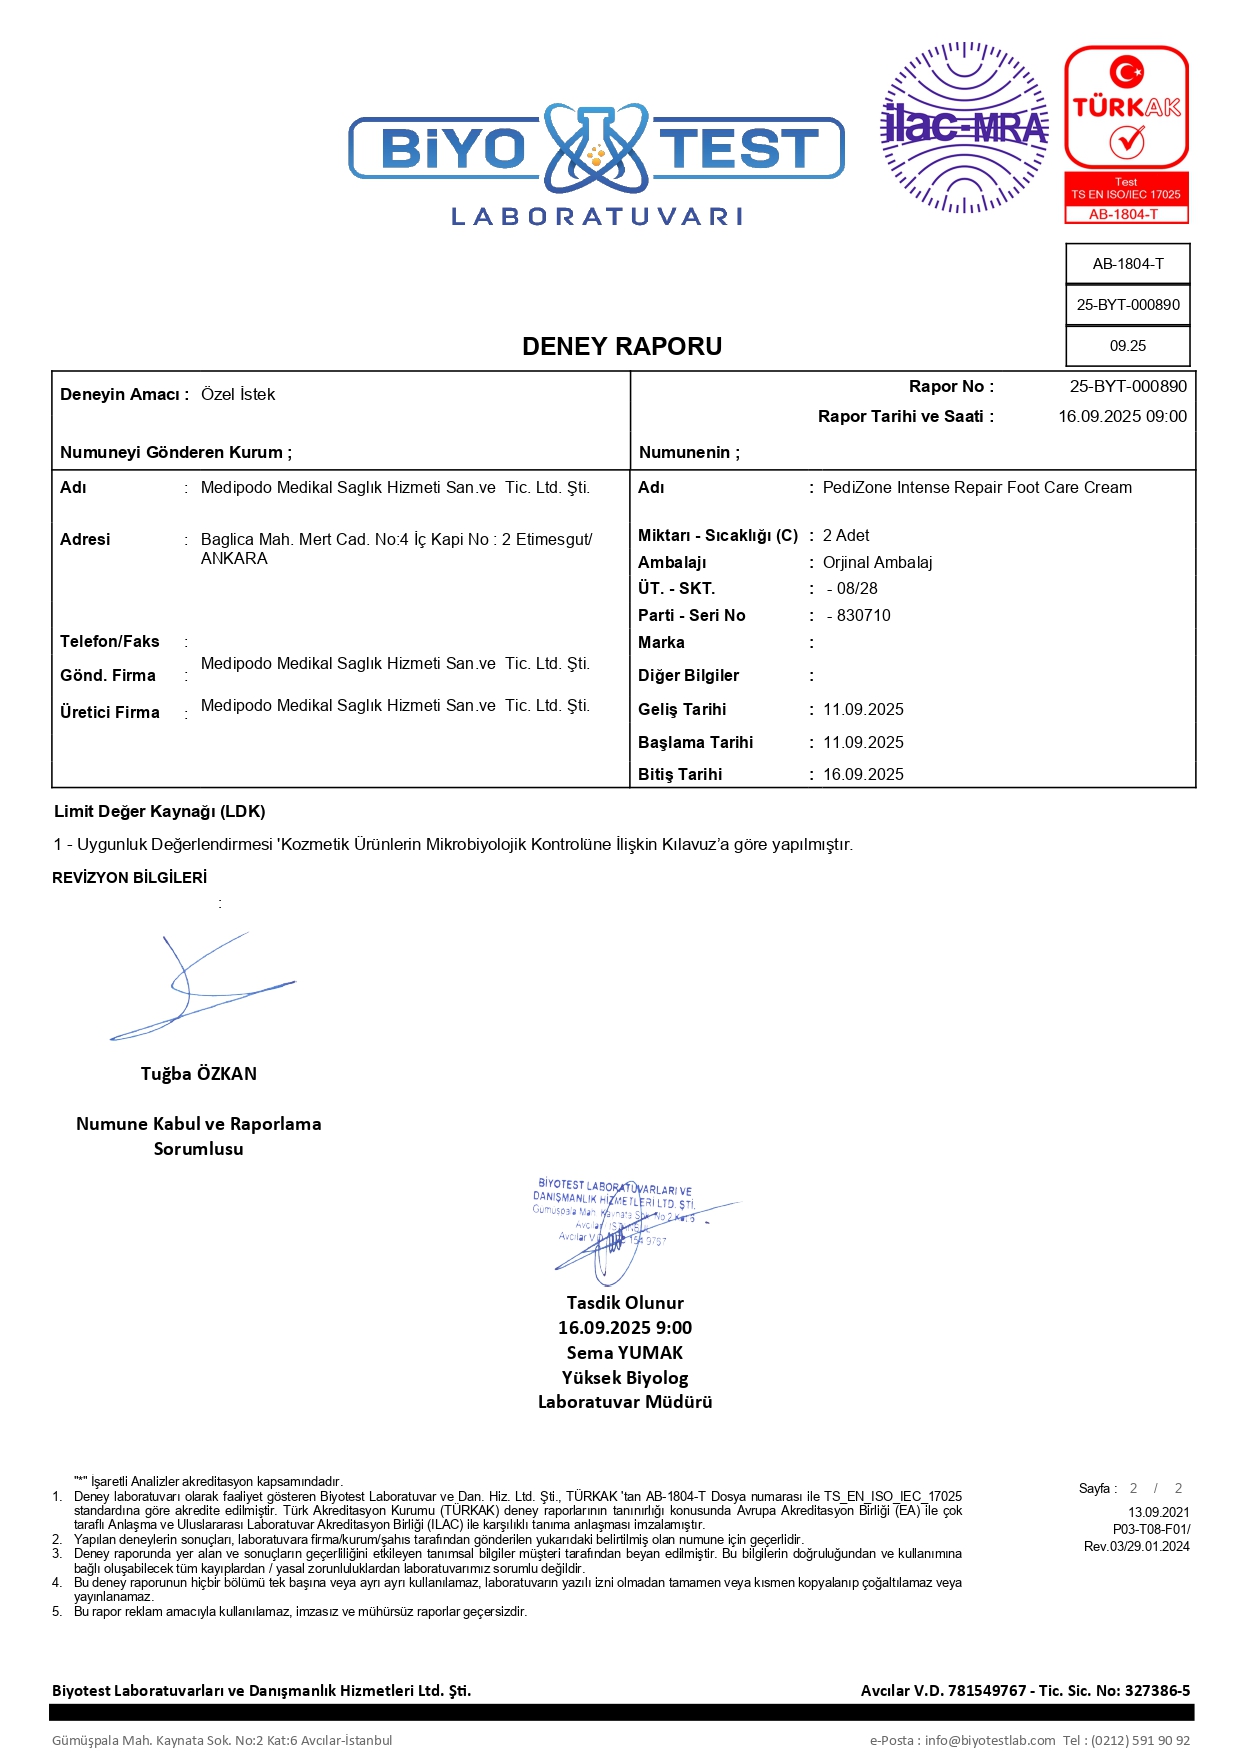 BiYO TEST
LABORATUVARI
ilac-MRA
TÜRKAK
Test
TS EN ISO/IEC 17025
AB-1804-T
AB-1804-T
25-BYT-000890
09.25
DENEY RAPORU
Deneyin Amacı : Özel İstek
Rapor No : 25-BYT-000890
Rapor Tarihi ve Saati : 16.09.2025 09:00
Numuneyi Gönderen Kurum ;
Numunenin ;
Adı : Medipodo Medikal Saglık Hizmeti San.ve Tic. Ltd. Şti.
Adresi : Baglica Mah. Mert Cad. No:4 İç Kapi No : 2 Etimesgut/
ANKARA
Telefon/Faks :
Gönd. Firma : Medipodo Medikal Saglık Hizmeti San.ve Tic. Ltd. Şti.
Üretici Firma : Medipodo Medikal Saglık Hizmeti San.ve Tic. Ltd. Şti.
Adı : PediZone Intense Repair Foot Care Cream
Miktarı - Sıcaklığı (C) : 2 Adet
Ambalajı : Orjinal Ambalaj
ÜT. - SKT. : - 08/28
Parti - Seri No : - 830710
Marka :
Diğer Bilgiler :
Geliş Tarihi : 11.09.2025
Başlama Tarihi : 11.09.2025
Bitiş Tarihi : 16.09.2025
Limit Değer Kaynağı (LDK)
1 - Uygunluk Değerlendirmesi 'Kozmetik Ürünlerin Mikrobiyolojik Kontrolüne İlişkin Kılavuz’a göre yapılmıştır.
REVİZYON BİLGİLERİ
:
Tuğba ÖZKAN
Numune Kabul ve Raporlama
Sorumlusu
BİYOTEST LABORATUVARLARI VE
DANIŞMANLIK HİZMETLERİ LTD. ŞTİ.
Gümüşpala Mah. Kaynata Sok. No:2 Kat:6
Avcılar
Avcılar V.D.
Tasdik Olunur
16.09.2025 9:00
Sema YUMAK
Yüksek Biyolog
Laboratuvar Müdürü
"*" İşaretli Analizler akreditasyon kapsamındadır.
1. Deney laboratuvarı olarak faaliyet gösteren Biyotest Laboratuvar ve Dan. Hiz. Ltd. Şti., TÜRKAK 'tan AB-1804-T Dosya numarası ile TS_EN_ISO_IEC_17025
standardına göre akredite edilmiştir. Türk Akreditasyon Kurumu (TÜRKAK) deney raporlarının tanınırlığı konusunda Avrupa Akreditasyon Birliği (EA) ile çok
taraflı Anlaşma ve Uluslararası Laboratuvar Akreditasyon Birliği (ILAC) ile karşılıklı tanıma anlaşması imzalamıştır.
2. Yapılan deneylerin sonuçları, laboratuvara firma/kurum/şahıs tarafından gönderilen yukarıdaki belirtilmiş olan numune için geçerlidir.
3. Deney raporunda yer alan ve sonuçların geçerliliğini etkileyen tanımsal bilgiler müşteri tarafından beyan edilmiştir. Bu bilgilerin doğruluğundan ve kullanımına
bağlı oluşabilecek tüm kayıplardan / yasal zorunluluklardan laboratuvarımız sorumlu değildir.
4. Bu deney raporunun hiçbir bölümü tek başına veya ayrı ayrı kullanılamaz, laboratuvarın yazılı izni olmadan tamamen veya kısmen kopyalanıp çoğaltılamaz veya
yayınlanamaz.
5. Bu rapor reklam amacıyla kullanılamaz, imzasız ve mühürsüz raporlar geçersizdir.
Sayfa : 2 / 2
13.09.2021
P03-T08-F01/
Rev.03/29.01.2024
Biyotest Laboratuvarları ve Danışmanlık Hizmetleri Ltd. Şti.
Avcılar V.D. 781549767 - Tic. Sic. No: 327386-5
Gümüşpala Mah. Kaynata Sok. No:2 Kat:6 Avcılar-İstanbul
e-Posta : info@biyotestlab.com Tel : (0212) 591 90 92